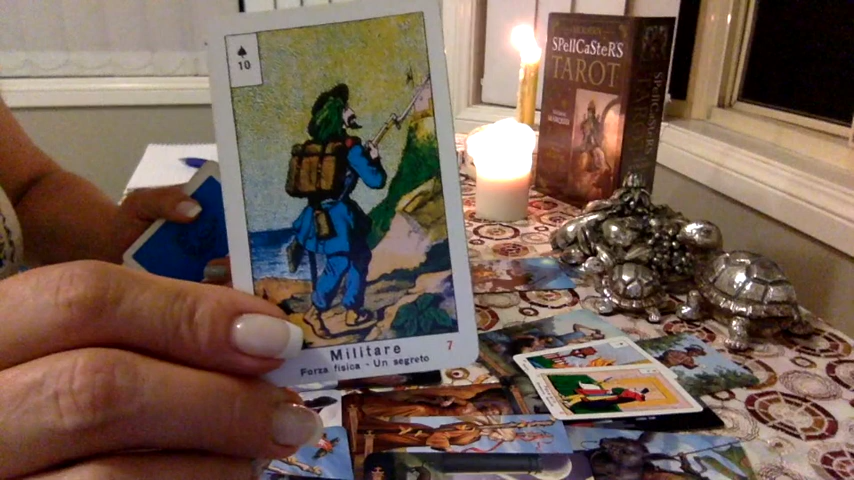 10
Militare
7
Forza fisica - Un segreto
SPellCaSteRS
TAROT